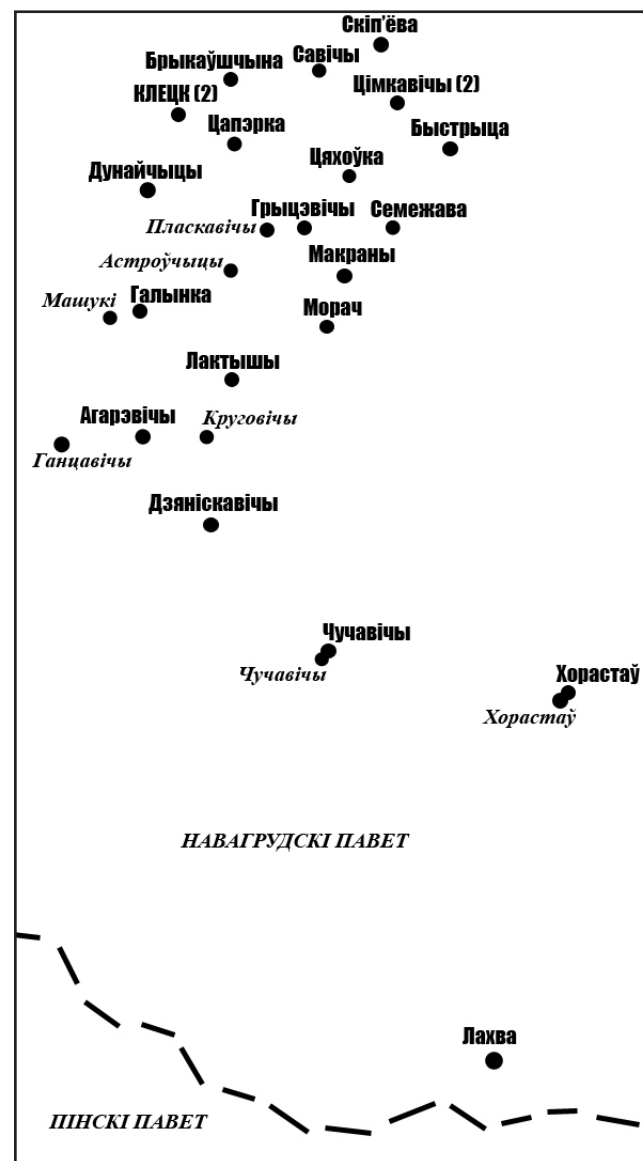 Скіп’ёва
Савічы
Брыкаўшчына
Цімкавічы (2)
КЛЕЦК (2)
Цапэрка
Быстрыца
Цяхоўка
Дунайчыцы
Грыцэвічы
Семежава
Пласкавічы
Астроўчыцы
Макраны
Машукі
Галынка
Морач
Лактышы
Агарэвічы
Круговічы
Ганцавічы
Дзяніскавічы
Чучавічы
Чучавічы
Хорастаў
Хорастаў
НАВАГРУДСКІ ПАВЕТ
Лахва
ПІНСКІ ПАВЕТ